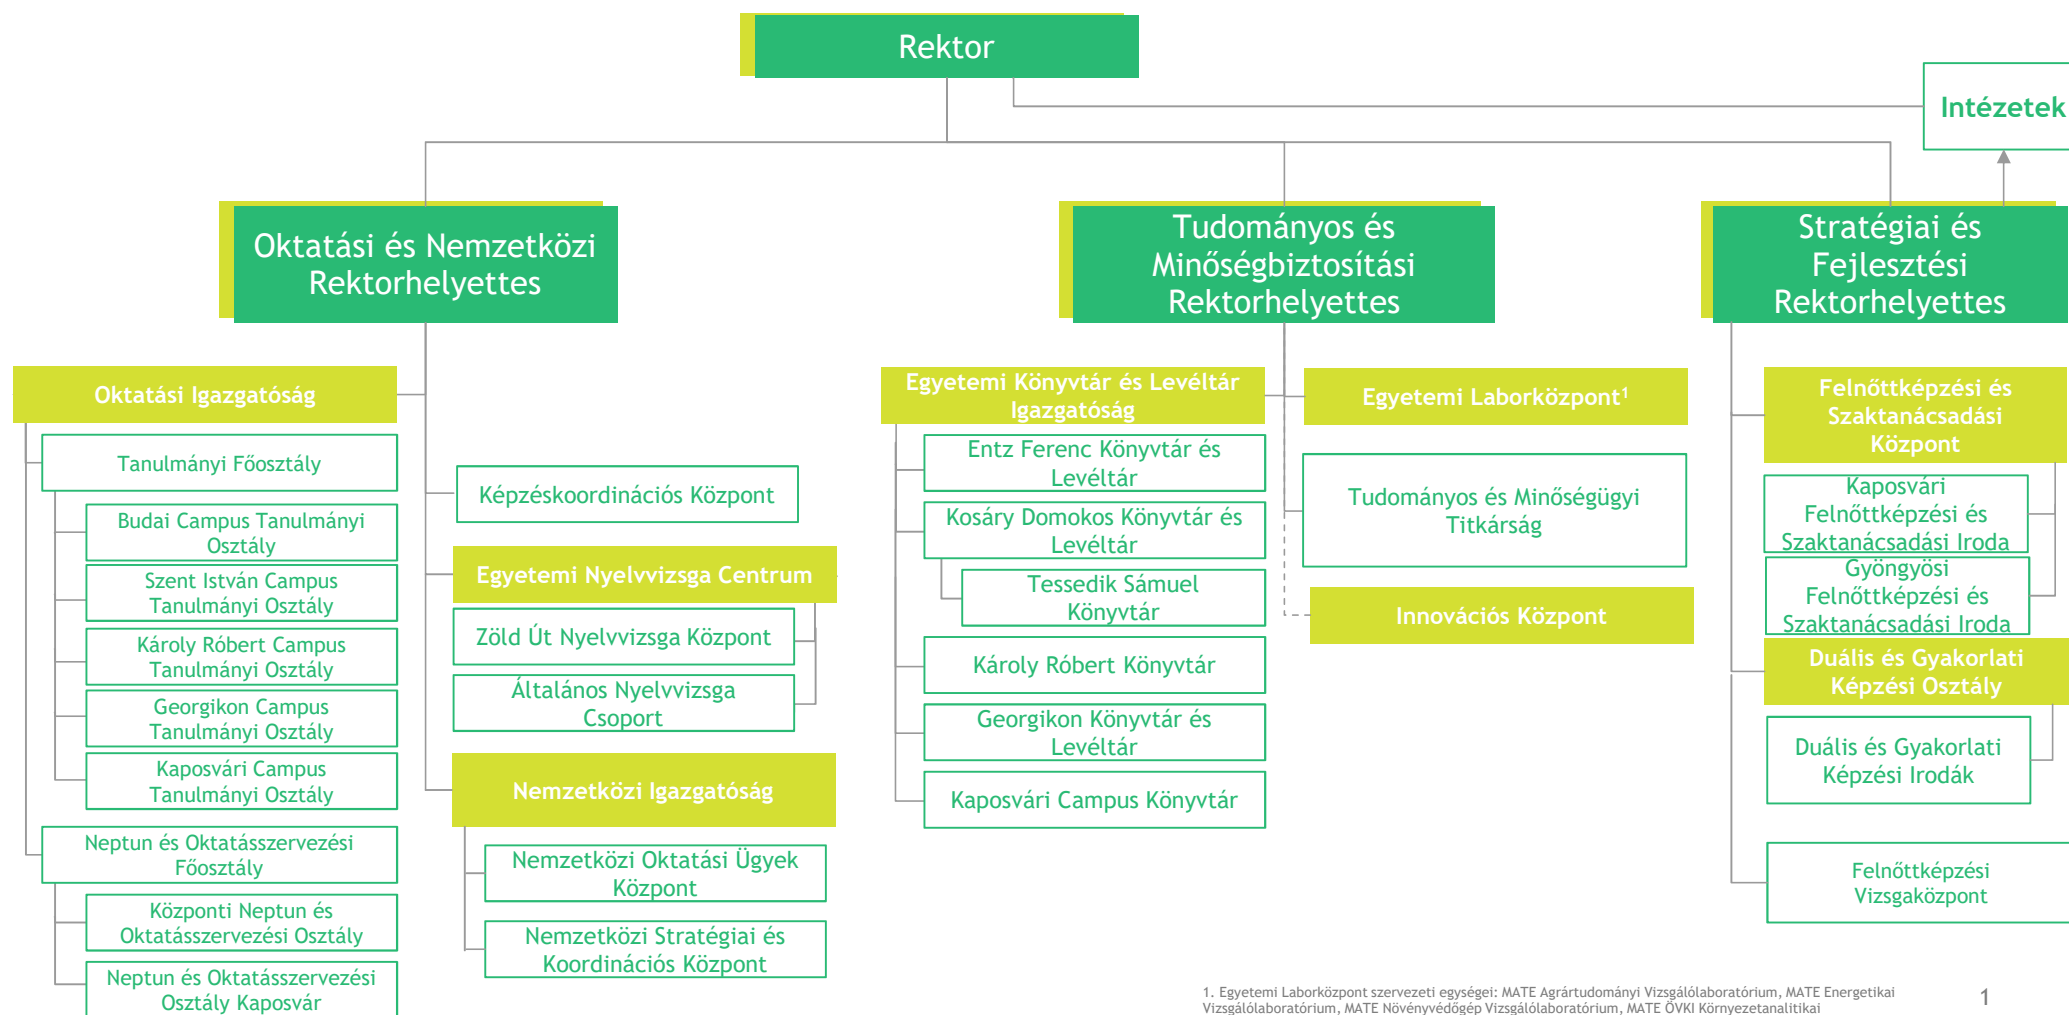 Rektor
Intézetek
Oktatási és Nemzetközi
Rektorhelyettes
Oktatási Igazgatóság
Tanulmányi Főosztály
Budai Campus Tanulmányi
Osztály
Szent István Campus
Tanulmányi Osztály
Károly Róbert Campus
Tanulmányi Osztály
Georgikon Campus
Tanulmányi Osztály
Kaposvári Campus
Tanulmányi Osztály
Neptun és Oktatásszervezési
Főosztály
Központi Neptun és
Oktatásszervezési Osztály
Neptun és Oktatásszervezési
Osztály Kaposvár
Képzéskoordinációs Központ
Egyetemi Nyelvvizsga Centrum
Zöld Út Nyelvvizsga Központ
Általános Nyelvvizsga
Csoport
Nemzetközi Igazgatóság
Nemzetközi Oktatási Ügyek
Központ
Nemzetközi Stratégiai és
Koordinációs Központ
Tudományos és
Minőségbiztosítási
Rektorhelyettes
Egyetemi Könyvtár és Levéltár
Igazgatóság
Entz Ferenc Könyvtár és
Levéltár
Kosáry Domokos Könyvtár és
Levéltár
Tessedik Sámuel
Könyvtár
Károly Róbert Könyvtár
Georgikon Könyvtár és
Levéltár
Kaposvári Campus Könyvtár
Egyetemi Laborközpont¹
Tudományos és Minőségügyi
Titkárság
Innovációs Központ
Stratégiai és
Fejlesztési
Rektorhelyettes
Felnőttképzési és
Szaktanácsadási
Központ
Kaposvári
Felnőttképzési és
Szaktanácsadási Iroda
Gyöngyösi
Felnőttképzési és
Szaktanácsadási Iroda
Duális és Gyakorlati
Képzési Osztály
Duális és Gyakorlati
Képzési Irodák
Felnőttképzési
Vizsgaközpont
1. Egyetemi Laborközpont szervezeti egységei: MATE Agrártudományi Vizsgálólaboratórium, MATE Energetikai
Vizsgálólaboratórium, MATE Növényvédőgép Vizsgálólaboratórium, MATE ÖVKI Környezetanalitikai
1